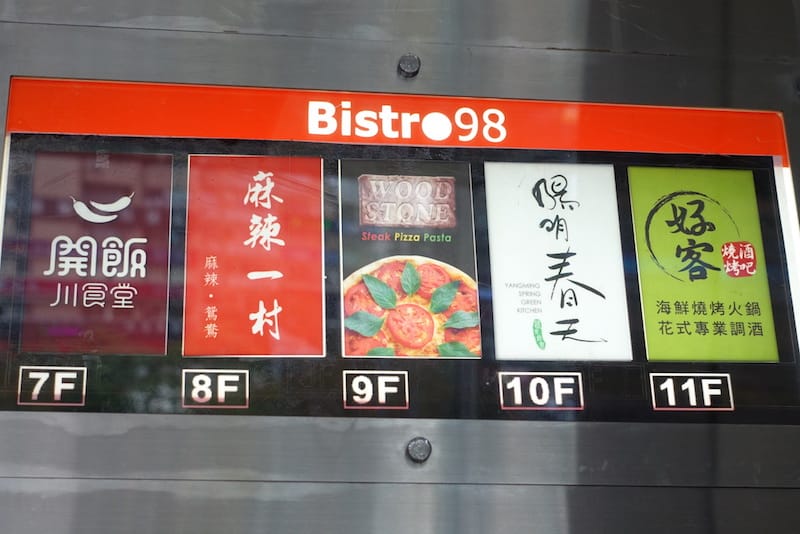 Bistro98
開飯
川食堂
7F
麻辣一村
麻辣·鴛鴦
8F
WOOD
STONE
Steak Pizza Pasta
9F
陽明春天
YANGMING
SPRING
GREEN
KITCHEN
10F
好客
燒酒
烤吧
海鮮燒烤火鍋
花式專業調酒
11F